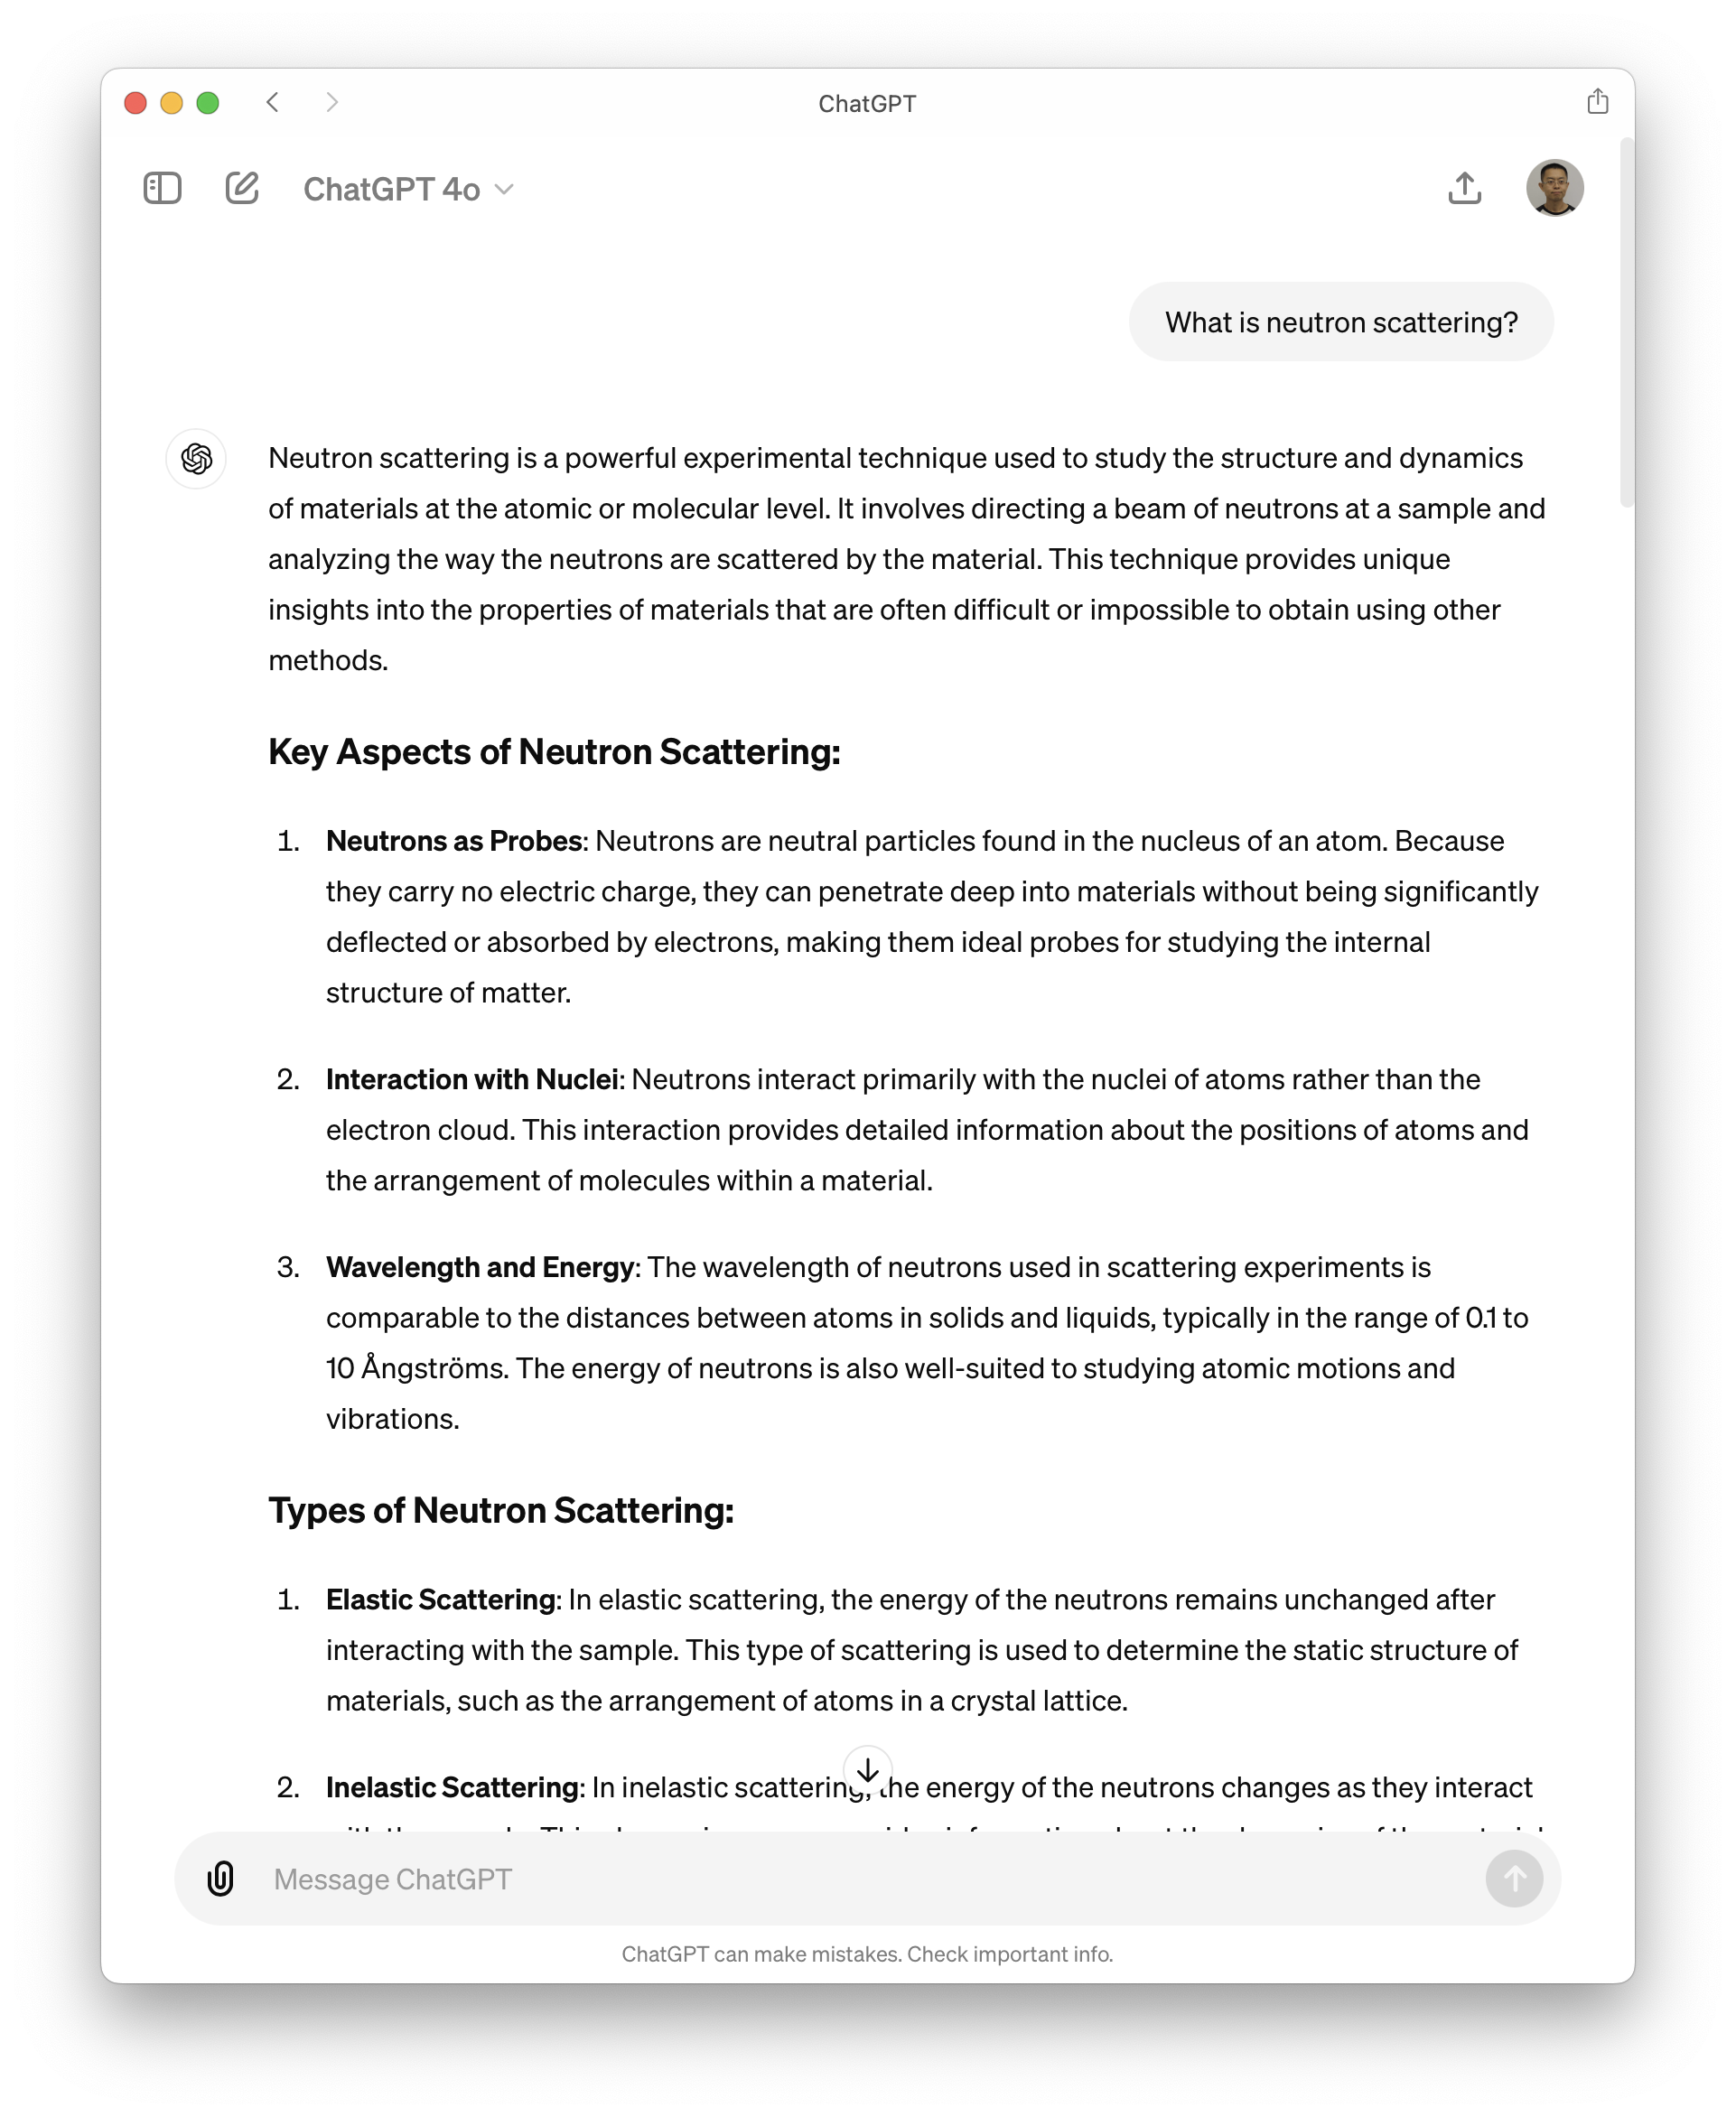 ChatGPT
ChatGPT 4o
What is neutron scattering?
Neutron scattering is a powerful experimental technique used to study the structure and dynamics
of materials at the atomic or molecular level. It involves directing a beam of neutrons at a sample and
analyzing the way the neutrons are scattered by the material. This technique provides unique
insights into the properties of materials that are often difficult or impossible to obtain using other
methods.
Key Aspects of Neutron Scattering:
1. Neutrons as Probes: Neutrons are neutral particles found in the nucleus of an atom. Because
they carry no electric charge, they can penetrate deep into materials without being significantly
deflected or absorbed by electrons, making them ideal probes for studying the internal
structure of matter.
2. Interaction with Nuclei: Neutrons interact primarily with the nuclei of atoms rather than the
electron cloud. This interaction provides detailed information about the positions of atoms and
the arrangement of molecules within a material.
3. Wavelength and Energy: The wavelength of neutrons used in scattering experiments is
comparable to the distances between atoms in solids and liquids, typically in the range of 0.1 to
10 Ångströms. The energy of neutrons is also well-suited to studying atomic motions and
vibrations.
Types of Neutron Scattering:
1. Elastic Scattering: In elastic scattering, the energy of the neutrons remains unchanged after
interacting with the sample. This type of scattering is used to determine the static structure of
materials, such as the arrangement of atoms in a crystal lattice.
2. Inelastic Scattering: In inelastic scattering, the energy of the neutrons changes as they interact
Message ChatGPT
ChatGPT can make mistakes. Check important info.